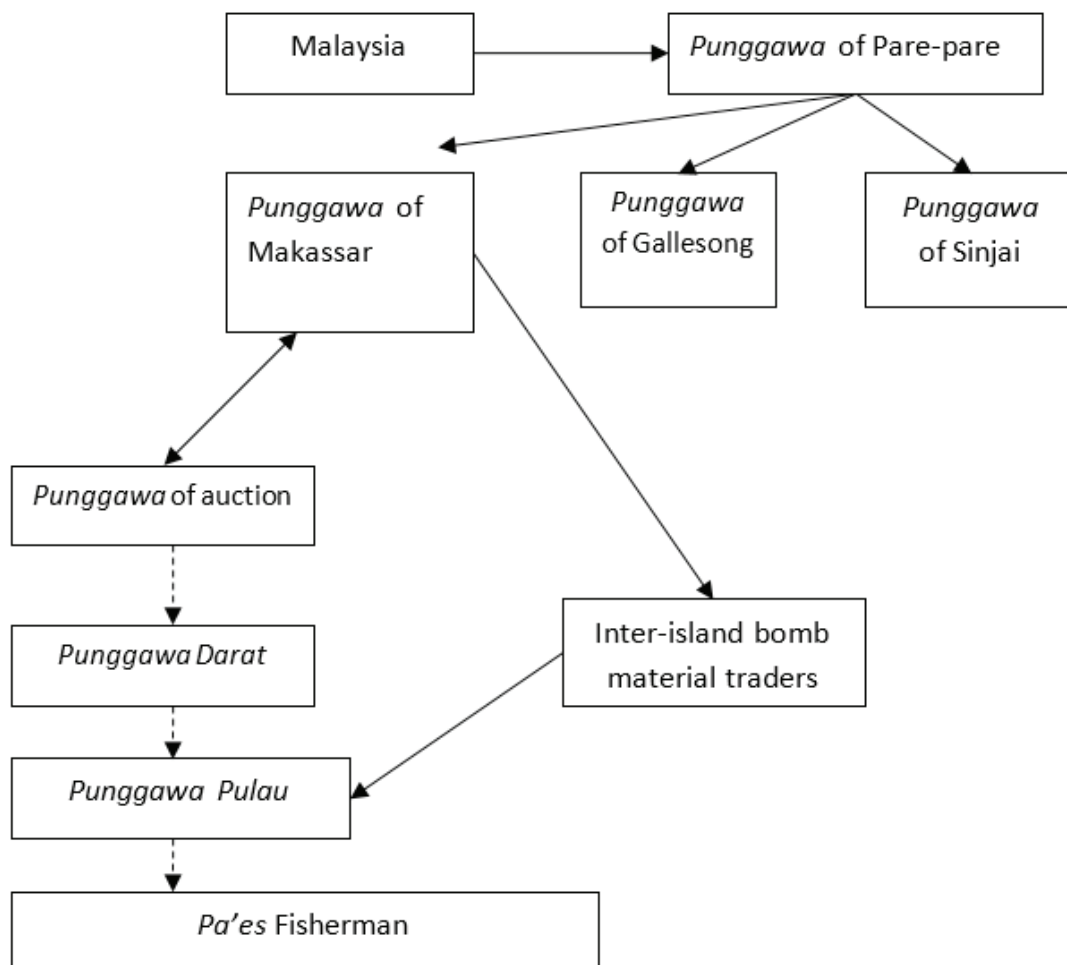 Malaysia
Punggawa of Pare-pare
Punggawa of
Makassar
Punggawa
of Gallesong
Punggawa
of Sinjai
Punggawa of auction
Punggawa Darat
Inter-island bomb
material traders
Punggawa Pulau
Pa’es Fisherman